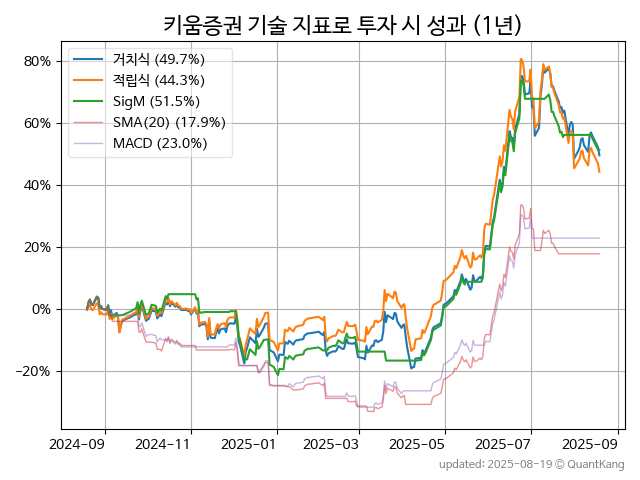 키움증권 기술 지표로 투자 시 성과 (1년)
거치식 (49.7%)
적립식 (44.3%)
SigM (51.5%)
SMA(20) (17.9%)
MACD (23.0%)
80%
60%
40%
20%
0%
−20%
2024-09 2024-11 2025-01 2025-03 2025-05 2025-07 2025-09
updated: 2025-08-19 © QuantKang